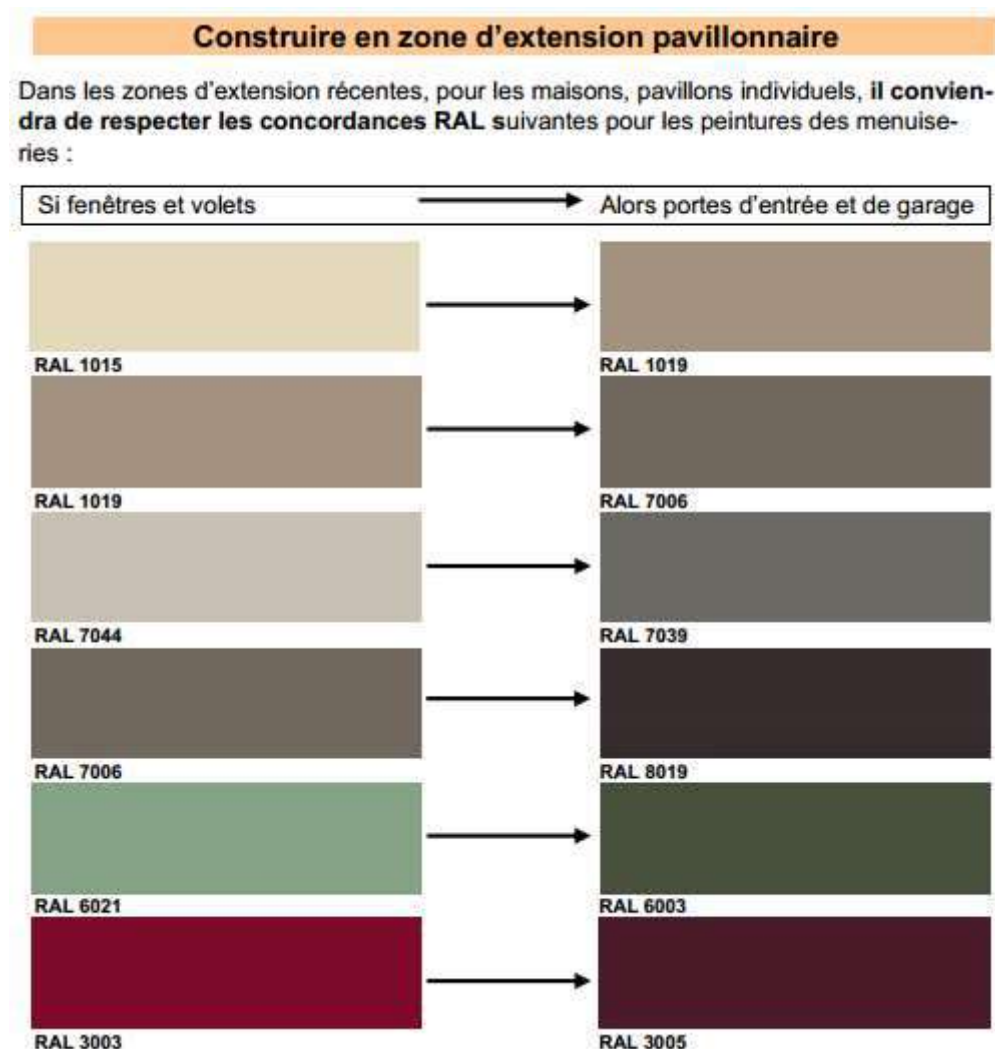 Construire en zone d'extension pavillonnaire
Dans les zones d'extension récentes, pour les maisons, pavillons individuels, il convien-
dra de respecter les concordances RAL suivantes pour les peintures des menuise-
ries :
Si fenêtres et volets Alors portes d'entrée et de garage
RAL 1015 RAL 1019
RAL 1019 RAL 7006
RAL 7044 RAL 7039
RAL 7006 RAL 8019
RAL 6021 RAL 6003
RAL 3003 RAL 3005